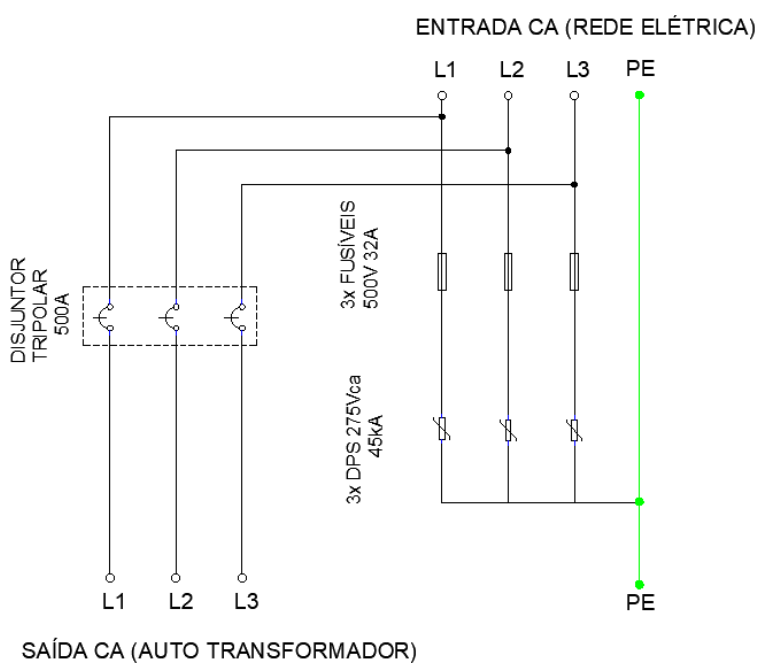 ENTRADA CA (REDE ELÉTRICA)
L1 L2 L3 PE
3x FUSÍVEIS
500V 32A
DISJUNTOR
TRIPOLAR
500A
3x DPS 275Vca
45kA
L1 L2 L3 PE
SAÍDA CA (AUTO TRANSFORMADOR)